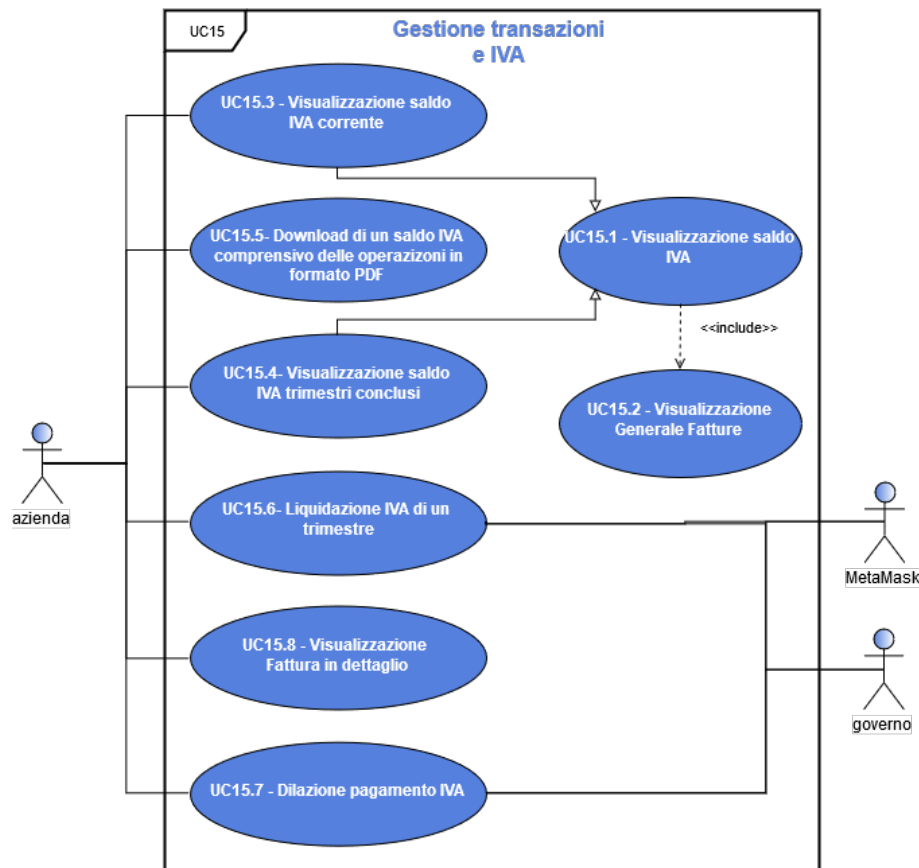 UC15
Gestione transazioni
e IVA
UC15.3 - Visualizzazione saldo
IVA corrente
UC15.5- Download di un saldo IVA
comprensivo delle operazizoni in
formato PDF
UC15.1 - Visualizzazione saldo
IVA
<<include>>
UC15.4- Visualizzazione saldo
IVA trimestri conclusi
UC15.2 - Visualizzazione
Generale Fatture
azienda
UC15.6- Liquidazione IVA di un
trimestre
MetaMask
UC15.8 - Visualizzazione
Fattura in dettaglio
governo
UC15.7 - Dilazione pagamento IVA